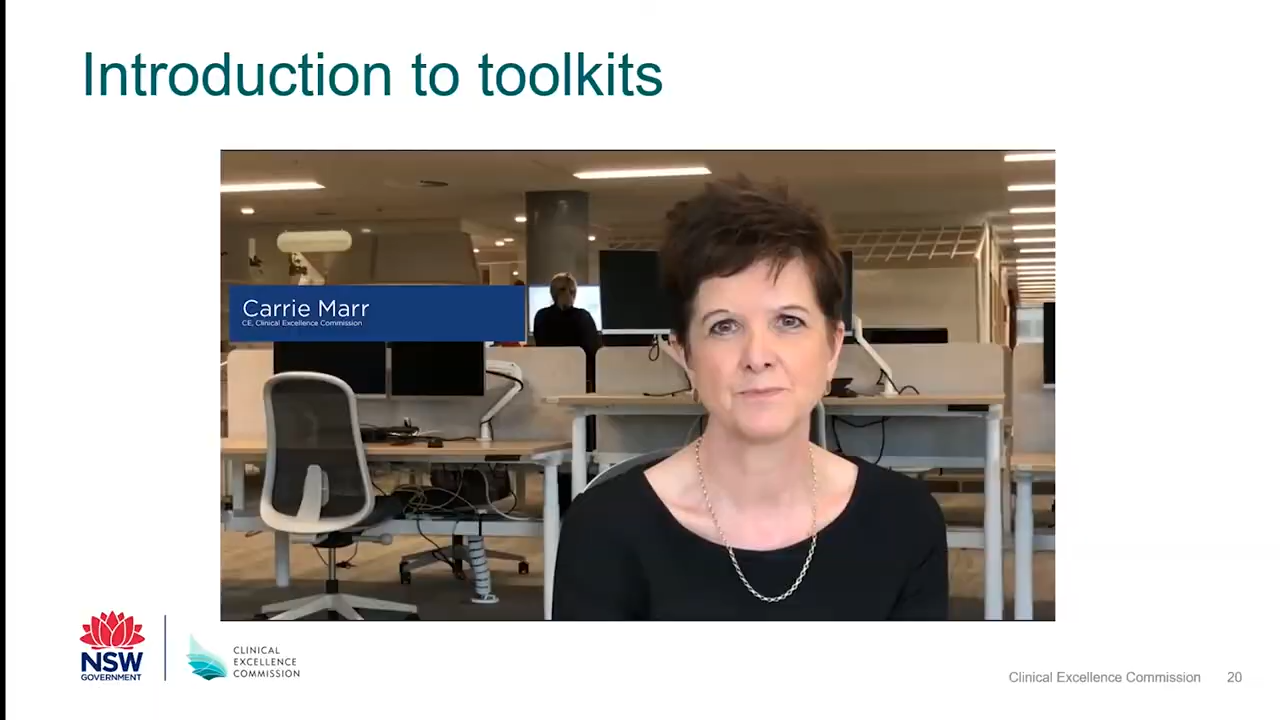 Introduction to toolkits
Carrie Marr
CE, Clinical Excellence Commission
NSW
GOVERNMENT
CLINICAL
EXCELLENCE
COMMISSION
Clinical Excellence Commission 20